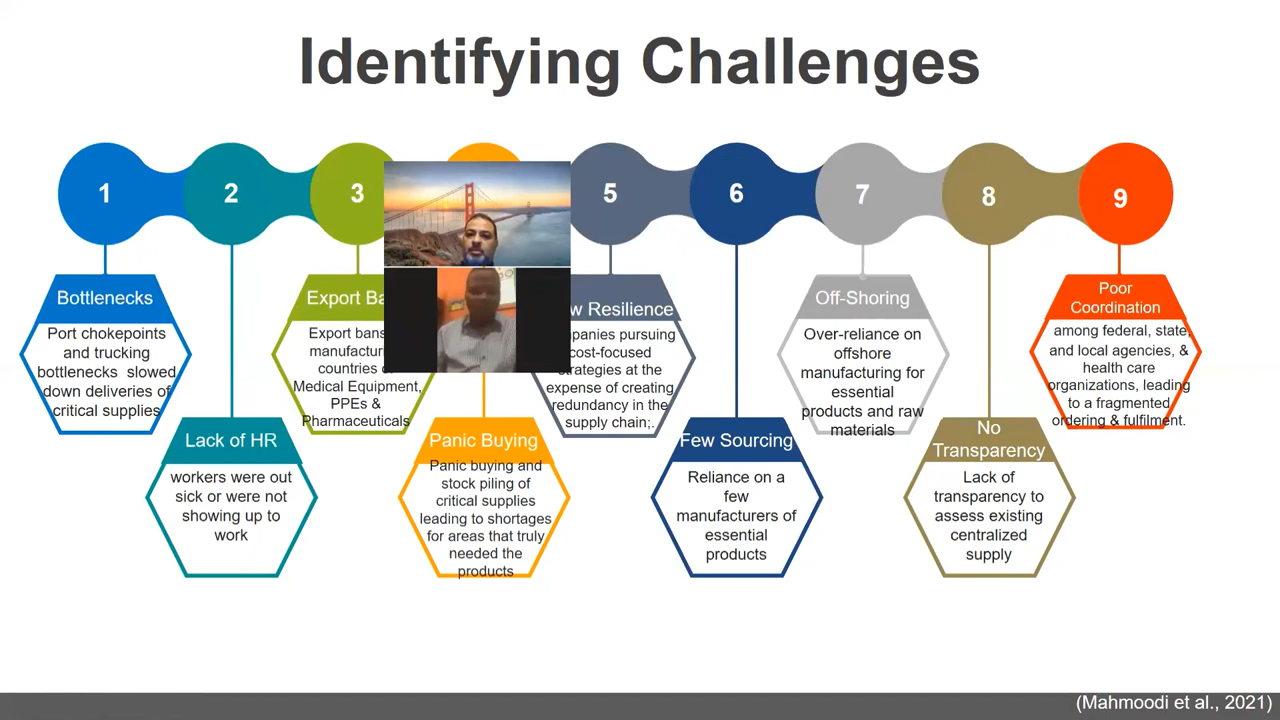 Identifying Challenges
1
2
3
5
6
7
8
9
Bottlenecks
Port chokepoints
and trucking
bottlenecks slowed
down deliveries of
critical supplies
Lack of HR
workers were out
sick or were not
showing up to
work
Export
Export bans
countries
Medical Equipment,
PPEs &
Pharmaceuticals
Panic Buying
Panic buying and
stock piling of
critical supplies
leading to shortages
for areas that truly
needed the
products
Resilience
pursuing
cost-focused
strategies at the
expense of creating
redundancy in the
supply chain;.
Few Sourcing
Reliance on a
few
manufacturers of
essential
products
Off-Shoring
Over-reliance on
offshore
manufacturing for
essential
products and raw
materials
No
Transparency
Lack of
transparency to
assess existing
centralized
supply
Poor
Coordination
among federal, state,
and local agencies, &
health care
organizations, leading
to a fragmented
ordering & fulfilment.
(Mahmoodi et al., 2021)